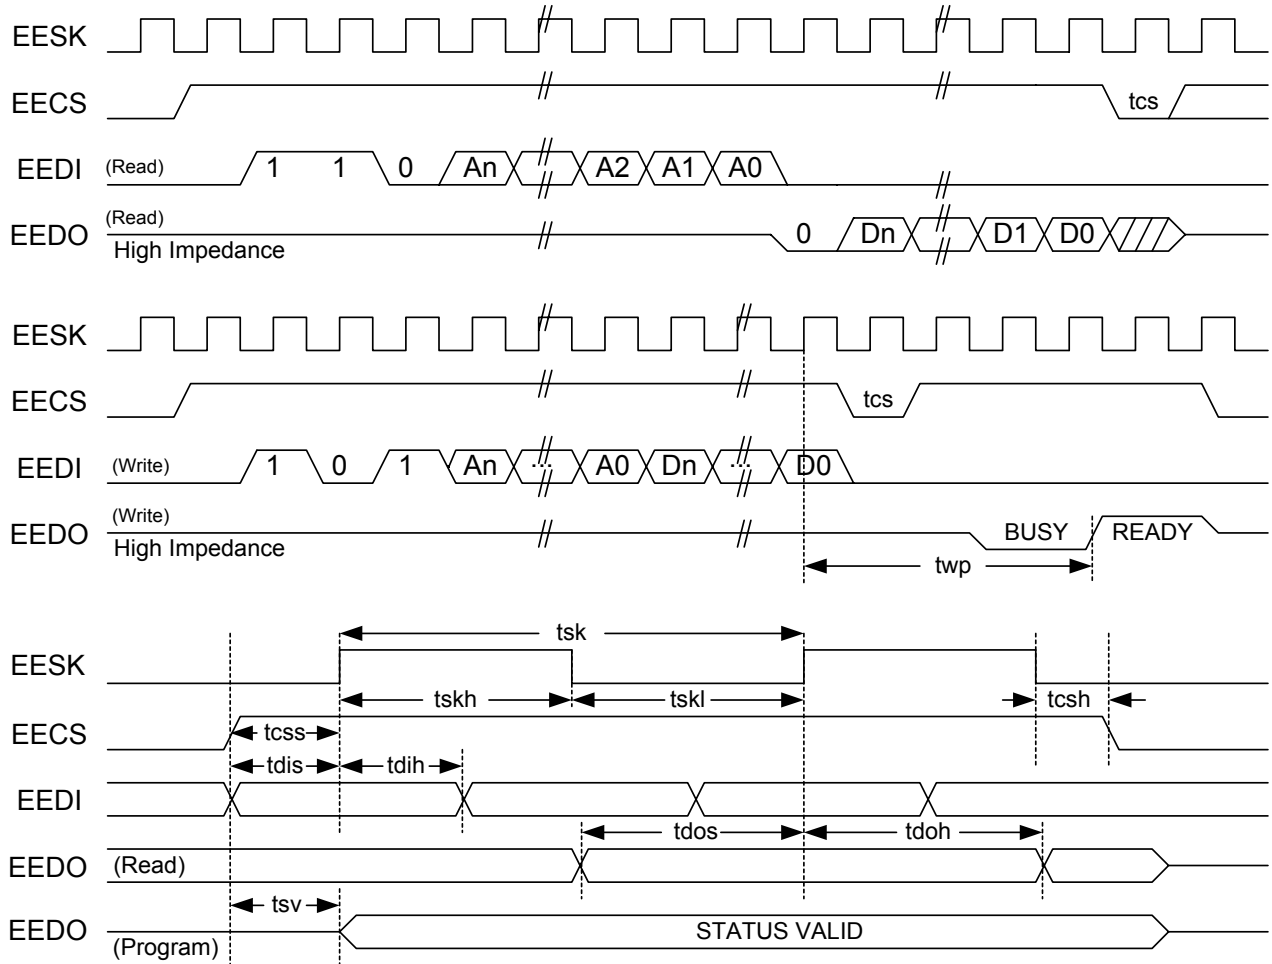 EESK
EECS tcs
EEDI (Read) 1 1 0 An A2 A1 A0
EEDO (Read) 0 Dn D1 D0
High Impedance
EESK
EECS tcs
EEDI (Write) 1 0 1 An ... A0 Dn ... D0
EEDO (Write) BUSY READY
High Impedance
twp
tsk
EESK
tskh tskl tcsh
EECS tcss
tdis tdih
EEDI
tdos tdoh
EEDO (Read)
tsv
EEDO STATUS VALID
(Program)